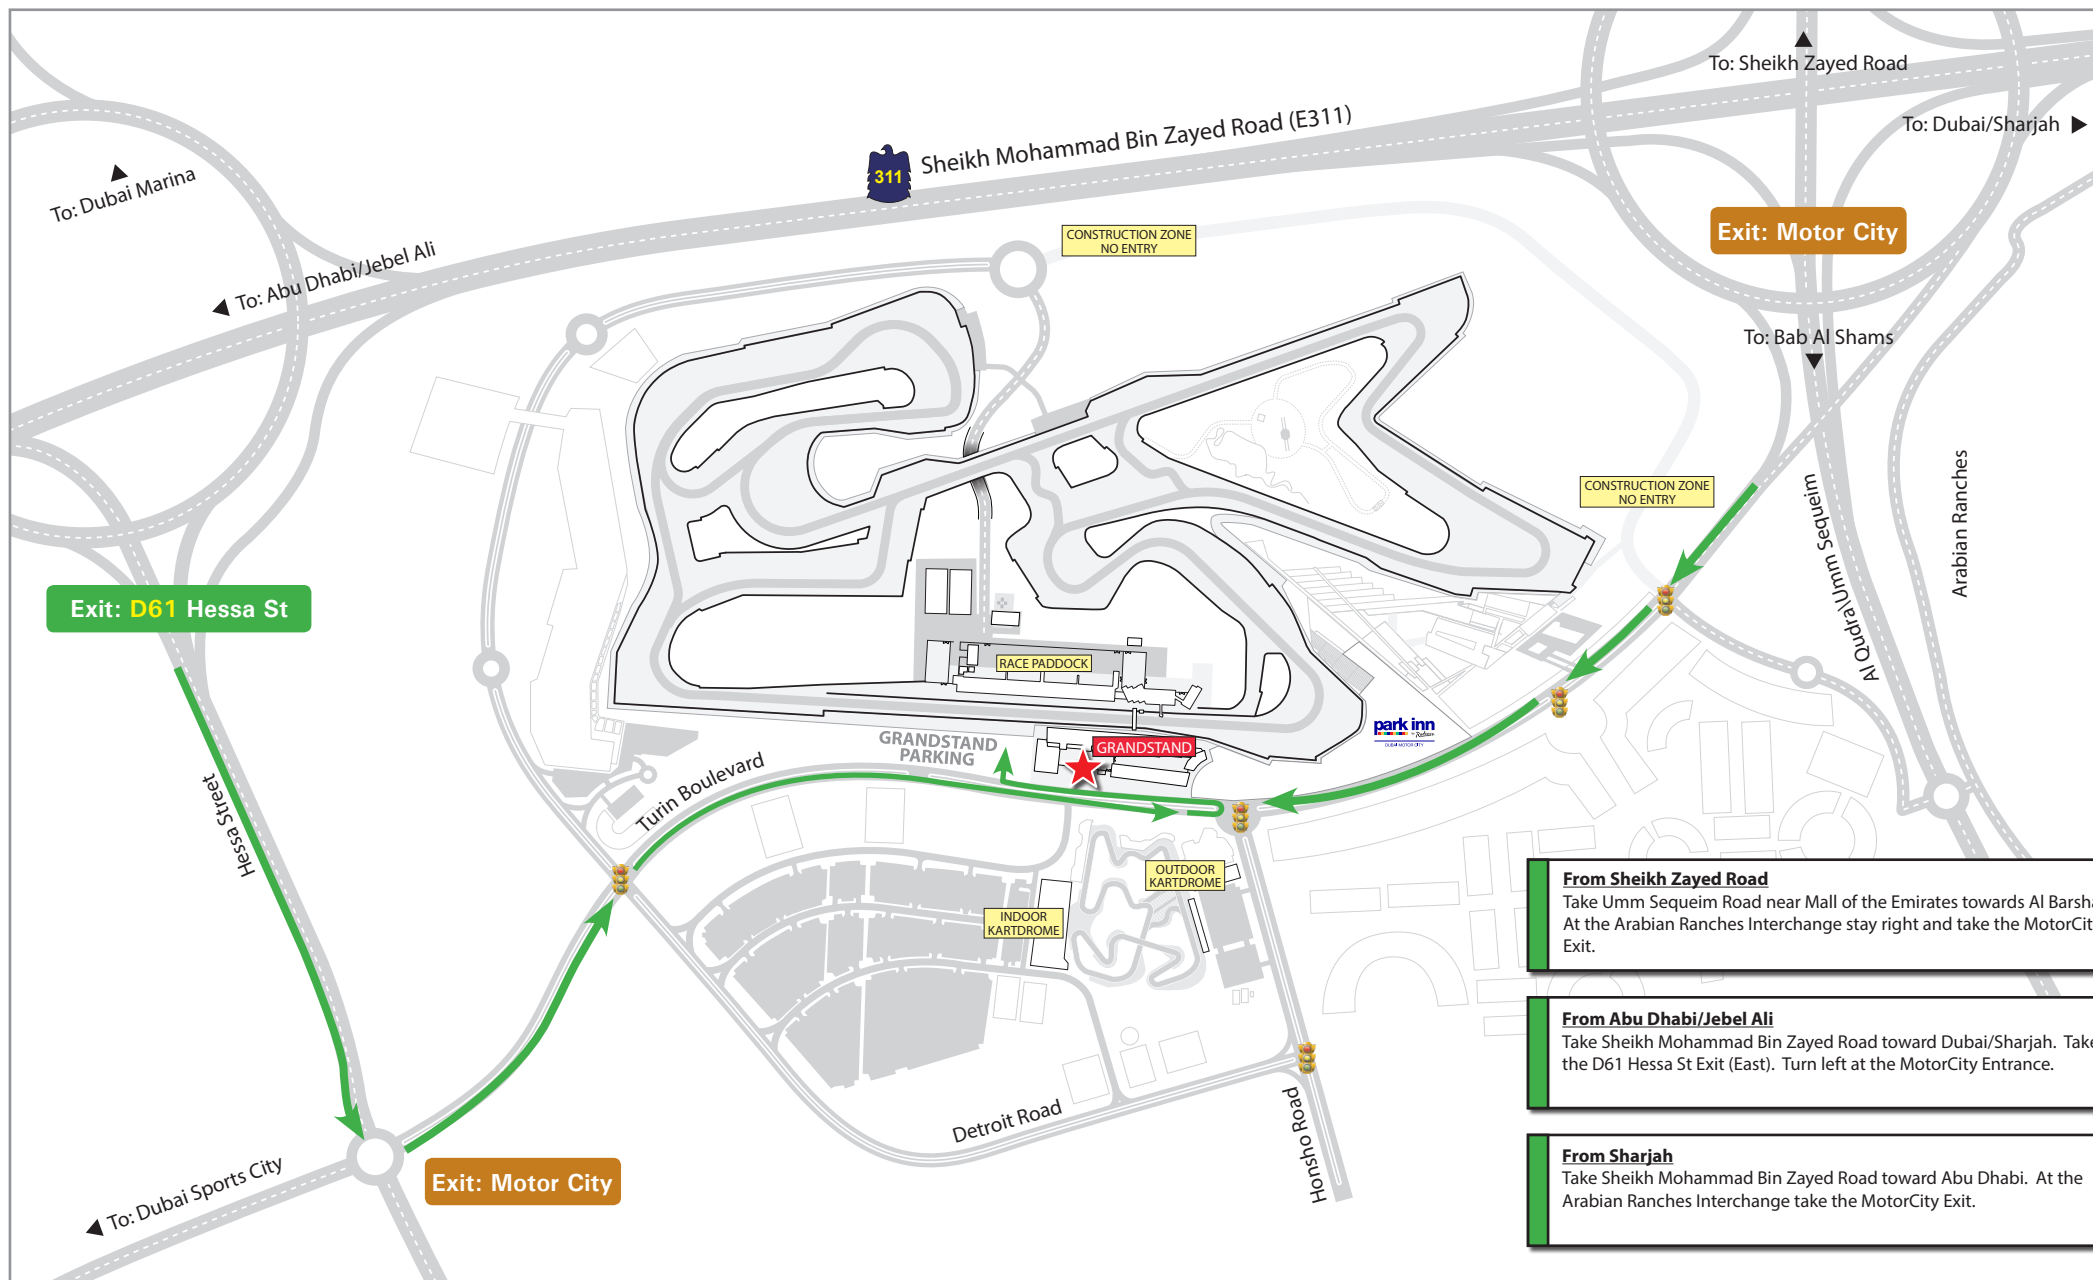 To: Sheikh Zayed Road
To: Dubai/Sharjah
Sheikh Mohammad Bin Zayed Road (E311)
311
To: Dubai Marina
To: Abu Dhabi/Jebel Ali
CONSTRUCTION ZONE
NO ENTRY
Exit: Motor City
To: Bab Al Shams
CONSTRUCTION ZONE
NO ENTRY
Al Qudra\Umm Sequeim
Arabian Ranches
Exit: D61 Hessa St
RACE PADDOCK
park inn
by Radisson
DUBAI MOTOR CITY
GRANDSTAND
PARKING
GRANDSTAND
Turin Boulevard
Hessa Street
OUTDOOR
KARTDROME
INDOOR
KARTDROME
From Sheikh Zayed Road
Take Umm Sequeim Road near Mall of the Emirates towards Al Barsha
At the Arabian Ranches Interchange stay right and take the MotorCit
Exit.
From Abu Dhabi/Jebel Ali
Take Sheikh Mohammad Bin Zayed Road toward Dubai/Sharjah. Take
the D61 Hessa St Exit (East). Turn left at the MotorCity Entrance.
From Sharjah
Take Sheikh Mohammad Bin Zayed Road toward Abu Dhabi. At the
Arabian Ranches Interchange take the MotorCity Exit.
Detroit Road
Honsho Road
Exit: Motor City
To: Dubai Sports City